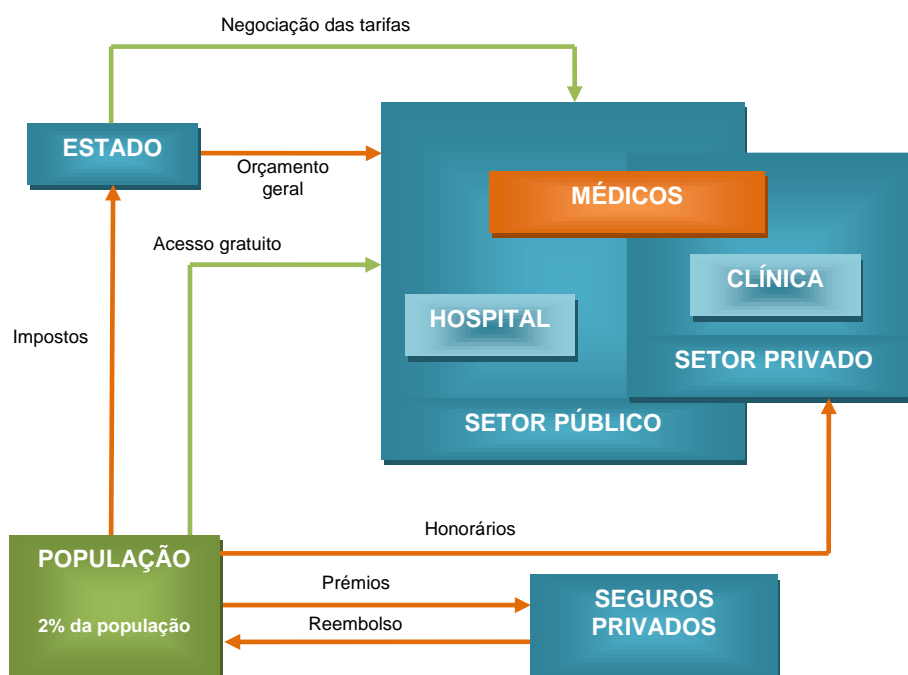 Negociação das tarifas
ESTADO
Orçamento
geral
MÉDICOS
Acesso gratuito
CLÍNICA
HOSPITAL
Impostos
SETOR PRIVADO
SETOR PÚBLICO
Honorários
POPULAÇÃO
2% da população
Prémios
Reembolso
SEGUROS
PRIVADOS